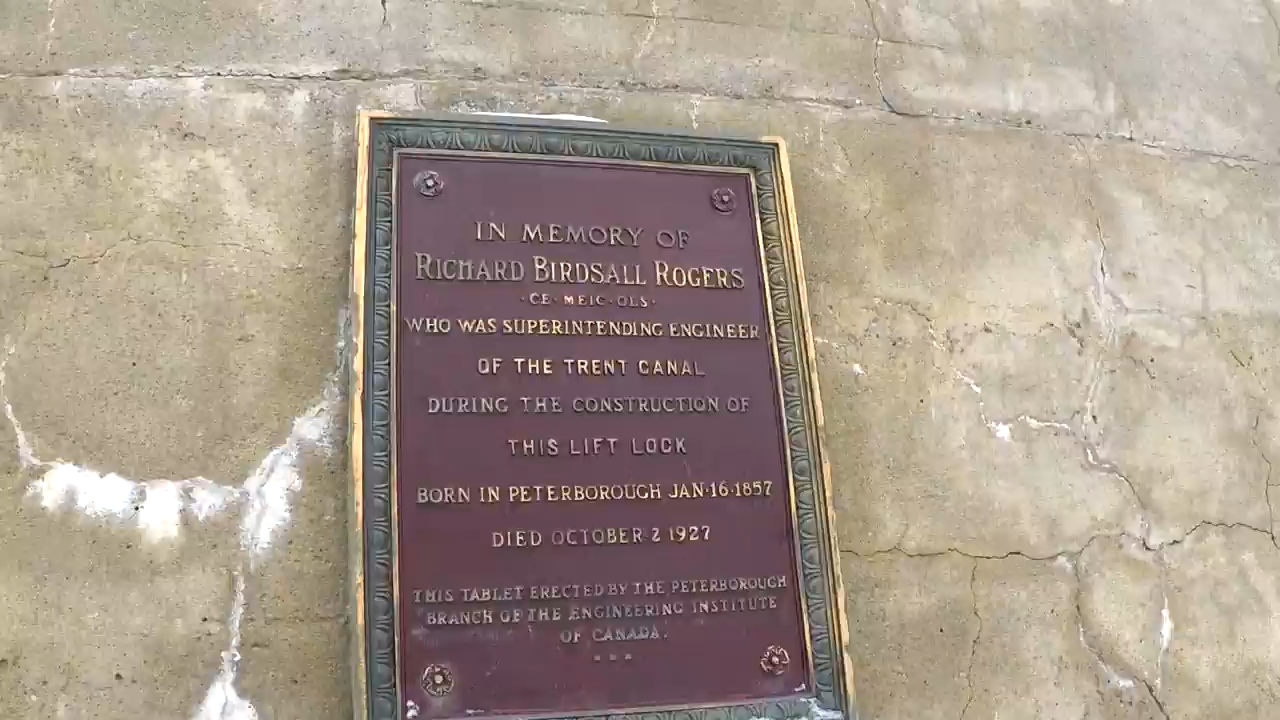 IN MEMORY OF
RICHARD BIRDSALL ROGERS
·CE·MEIC·OLS·
WHO WAS SUPERINTENDING ENGINEER
OF THE TRENT CANAL
DURING THE CONSTRUCTION OF
THIS LIFT LOCK
BORN IN PETERBOROUGH JAN·16·1857
DIED OCTOBER 2 1927
THIS TABLET ERECTED BY THE PETERBOROUGH
BRANCH OF THE ENGINEERING INSTITUTE
OF CANADA.